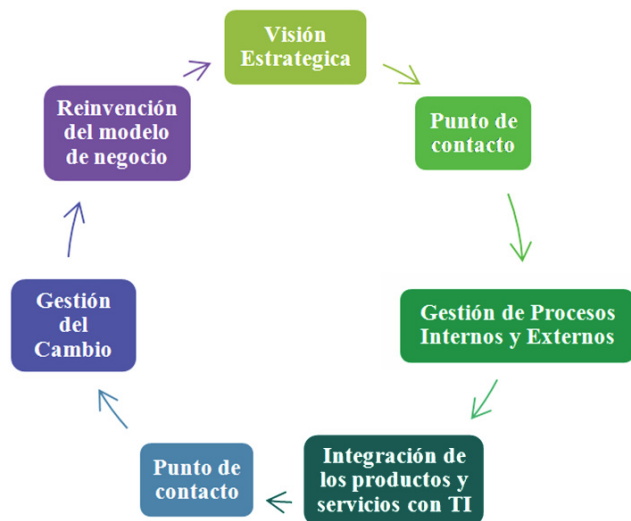 Visión
Estrategica
Punto de
contacto
Gestión de Procesos
Internos y Externos
Integración de
los productos y
servicios con TI
Punto de
contacto
Gestión
del
Cambio
Reinvención
del modelo
de negocio